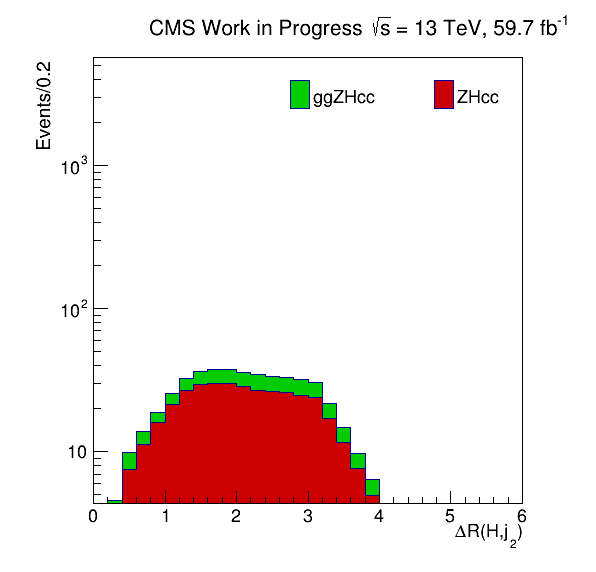 CMS Work in Progress √s = 13 TeV, 59.7 fb⁻¹
Events/0.2
ggZHcc ZHcc
10³
10²
10
0 1 2 3 4 5 6
ΔR(H,j₂)